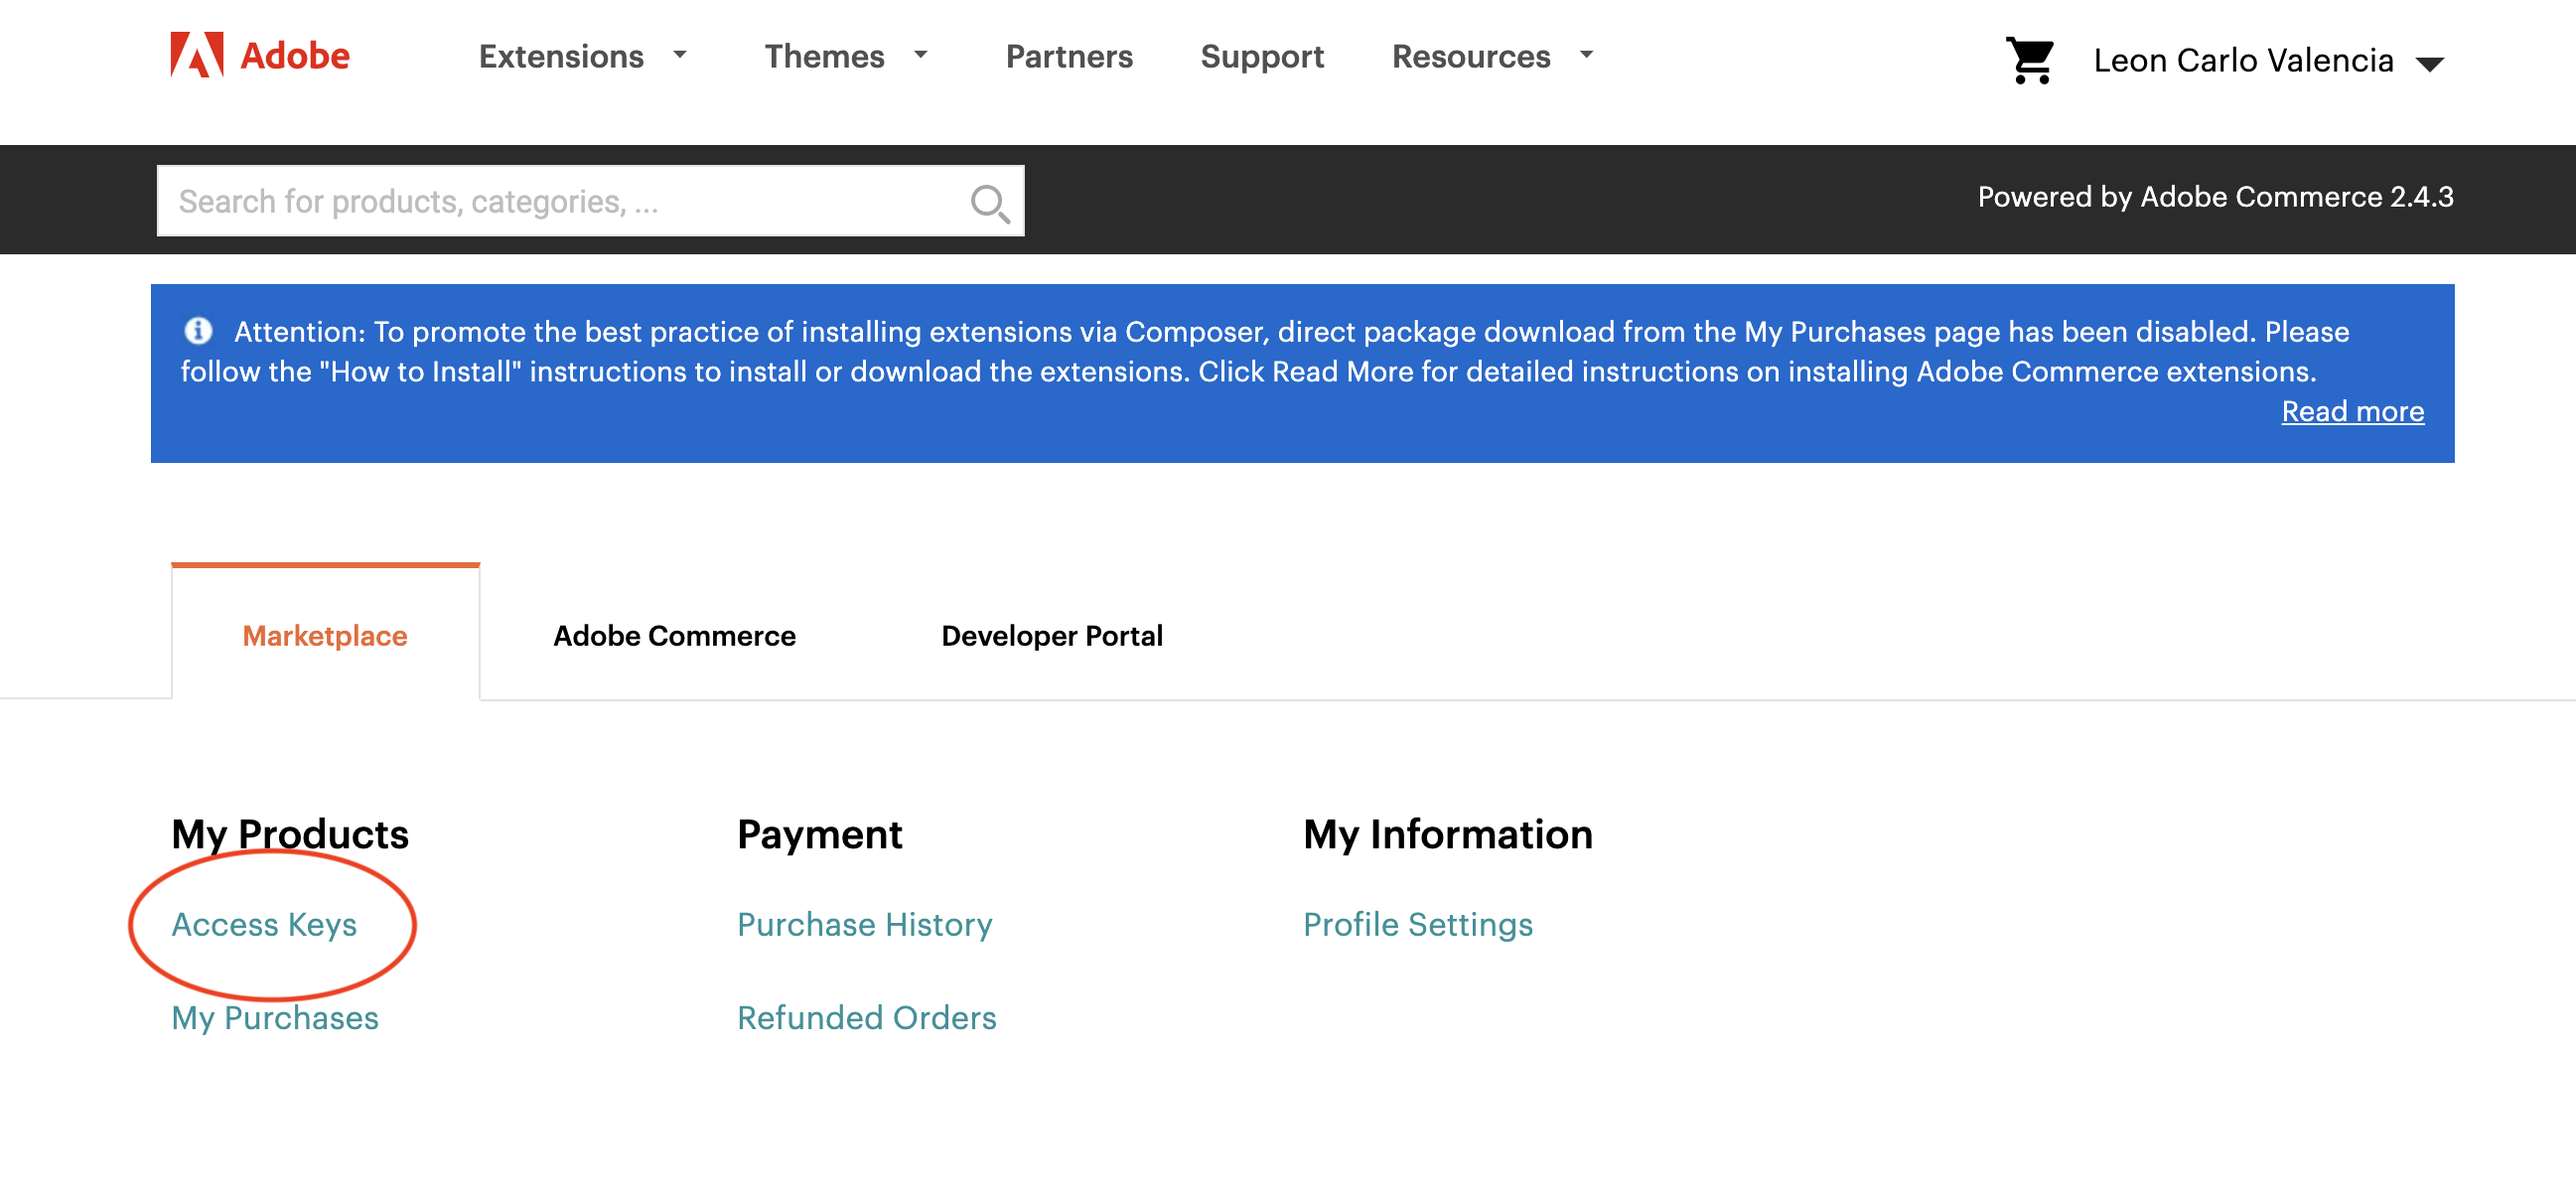 Adobe
Extensions
Themes
Partners
Support
Resources
Leon Carlo Valencia
Search for products, categories, ...
Powered by Adobe Commerce 2.4.3
Attention: To promote the best practice of installing extensions via Composer, direct package download from the My Purchases page has been disabled. Please
follow the "How to Install" instructions to install or download the extensions. Click Read More for detailed instructions on installing Adobe Commerce extensions.
Read more
Marketplace
Adobe Commerce
Developer Portal
My Products
Access Keys
My Purchases
Payment
Purchase History
Refunded Orders
My Information
Profile Settings